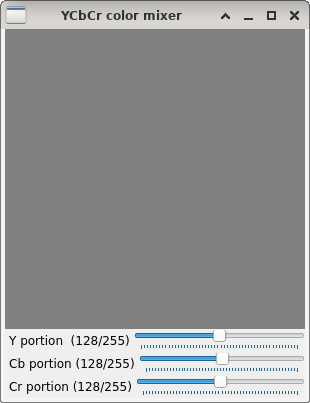 YCbCr color mixer
Y portion  (128/255)
Cb portion (128/255)
Cr portion (128/255)